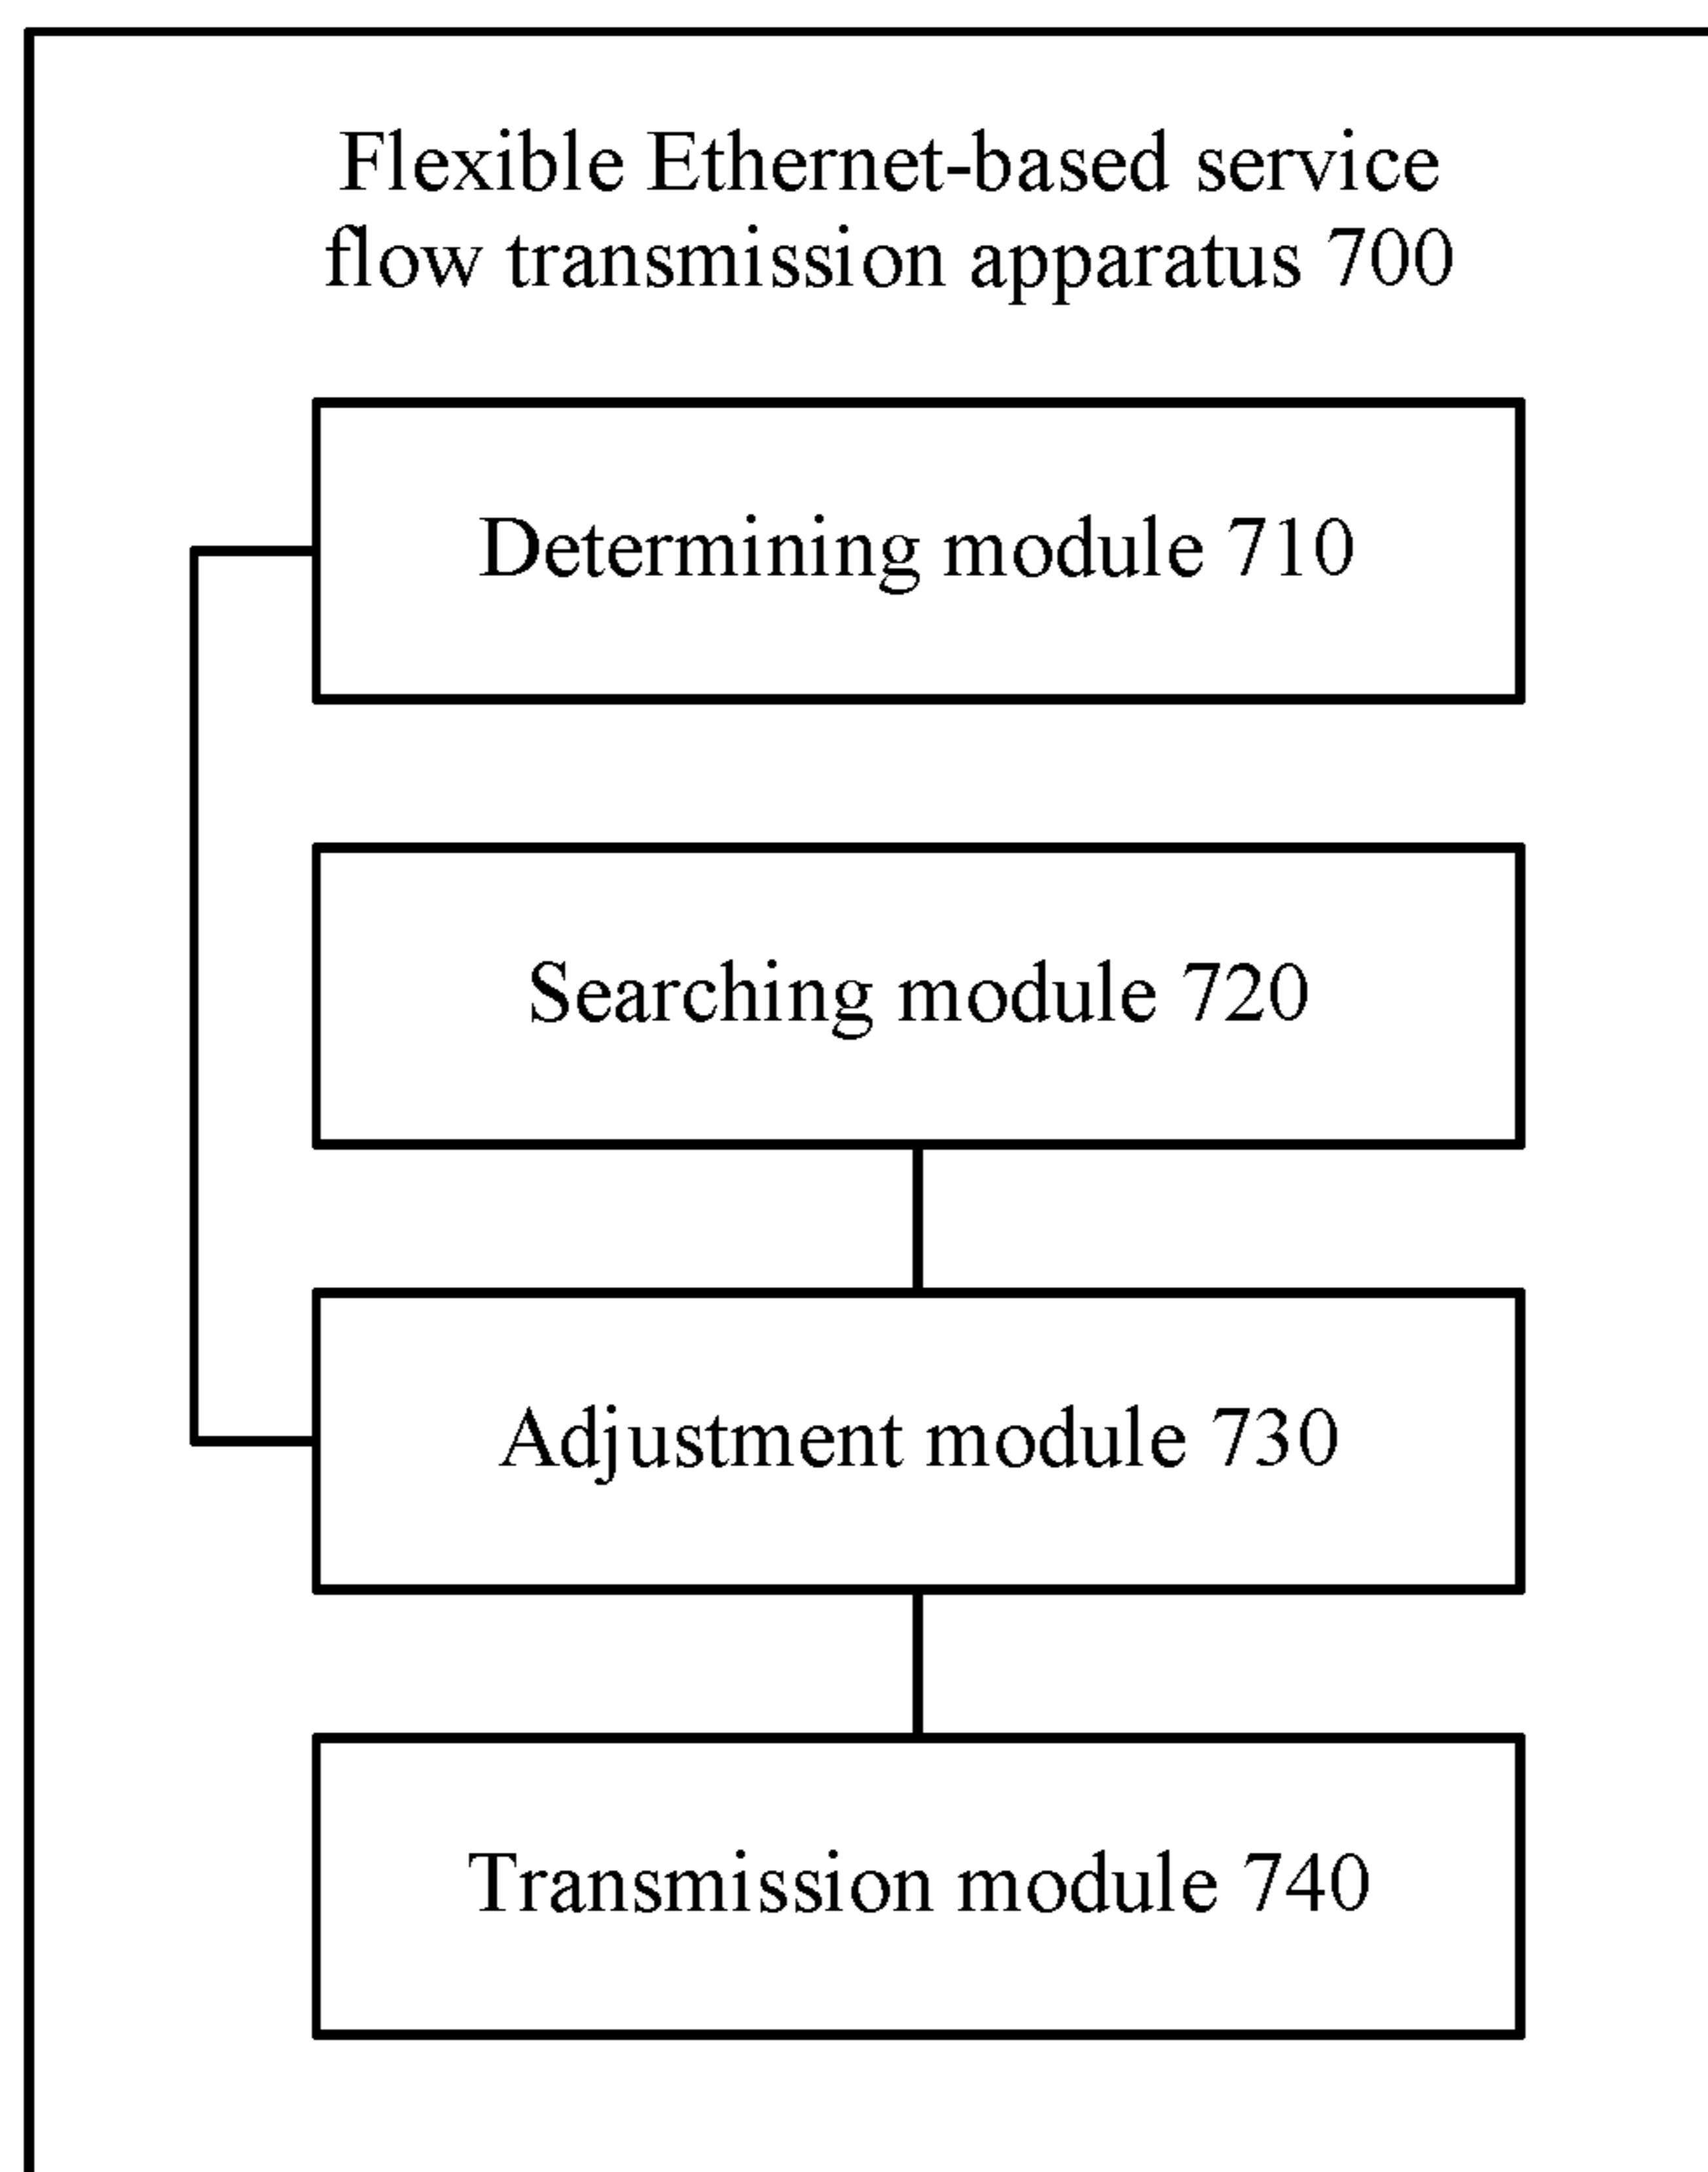 Flexible Ethernet-based service
flow transmission apparatus 700
Determining module 710
Searching module 720
Adjustment module 730
Transmission module 740